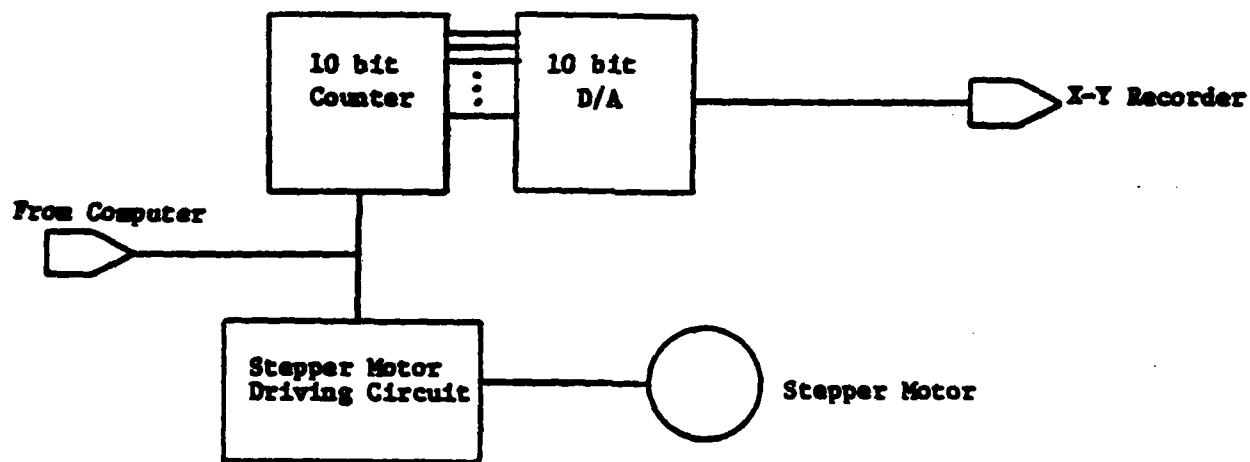 10 bit
Counter
10 bit
D/A
X-Y Recorder
From Computer
Stepper Motor
Driving Circuit
Stepper Motor